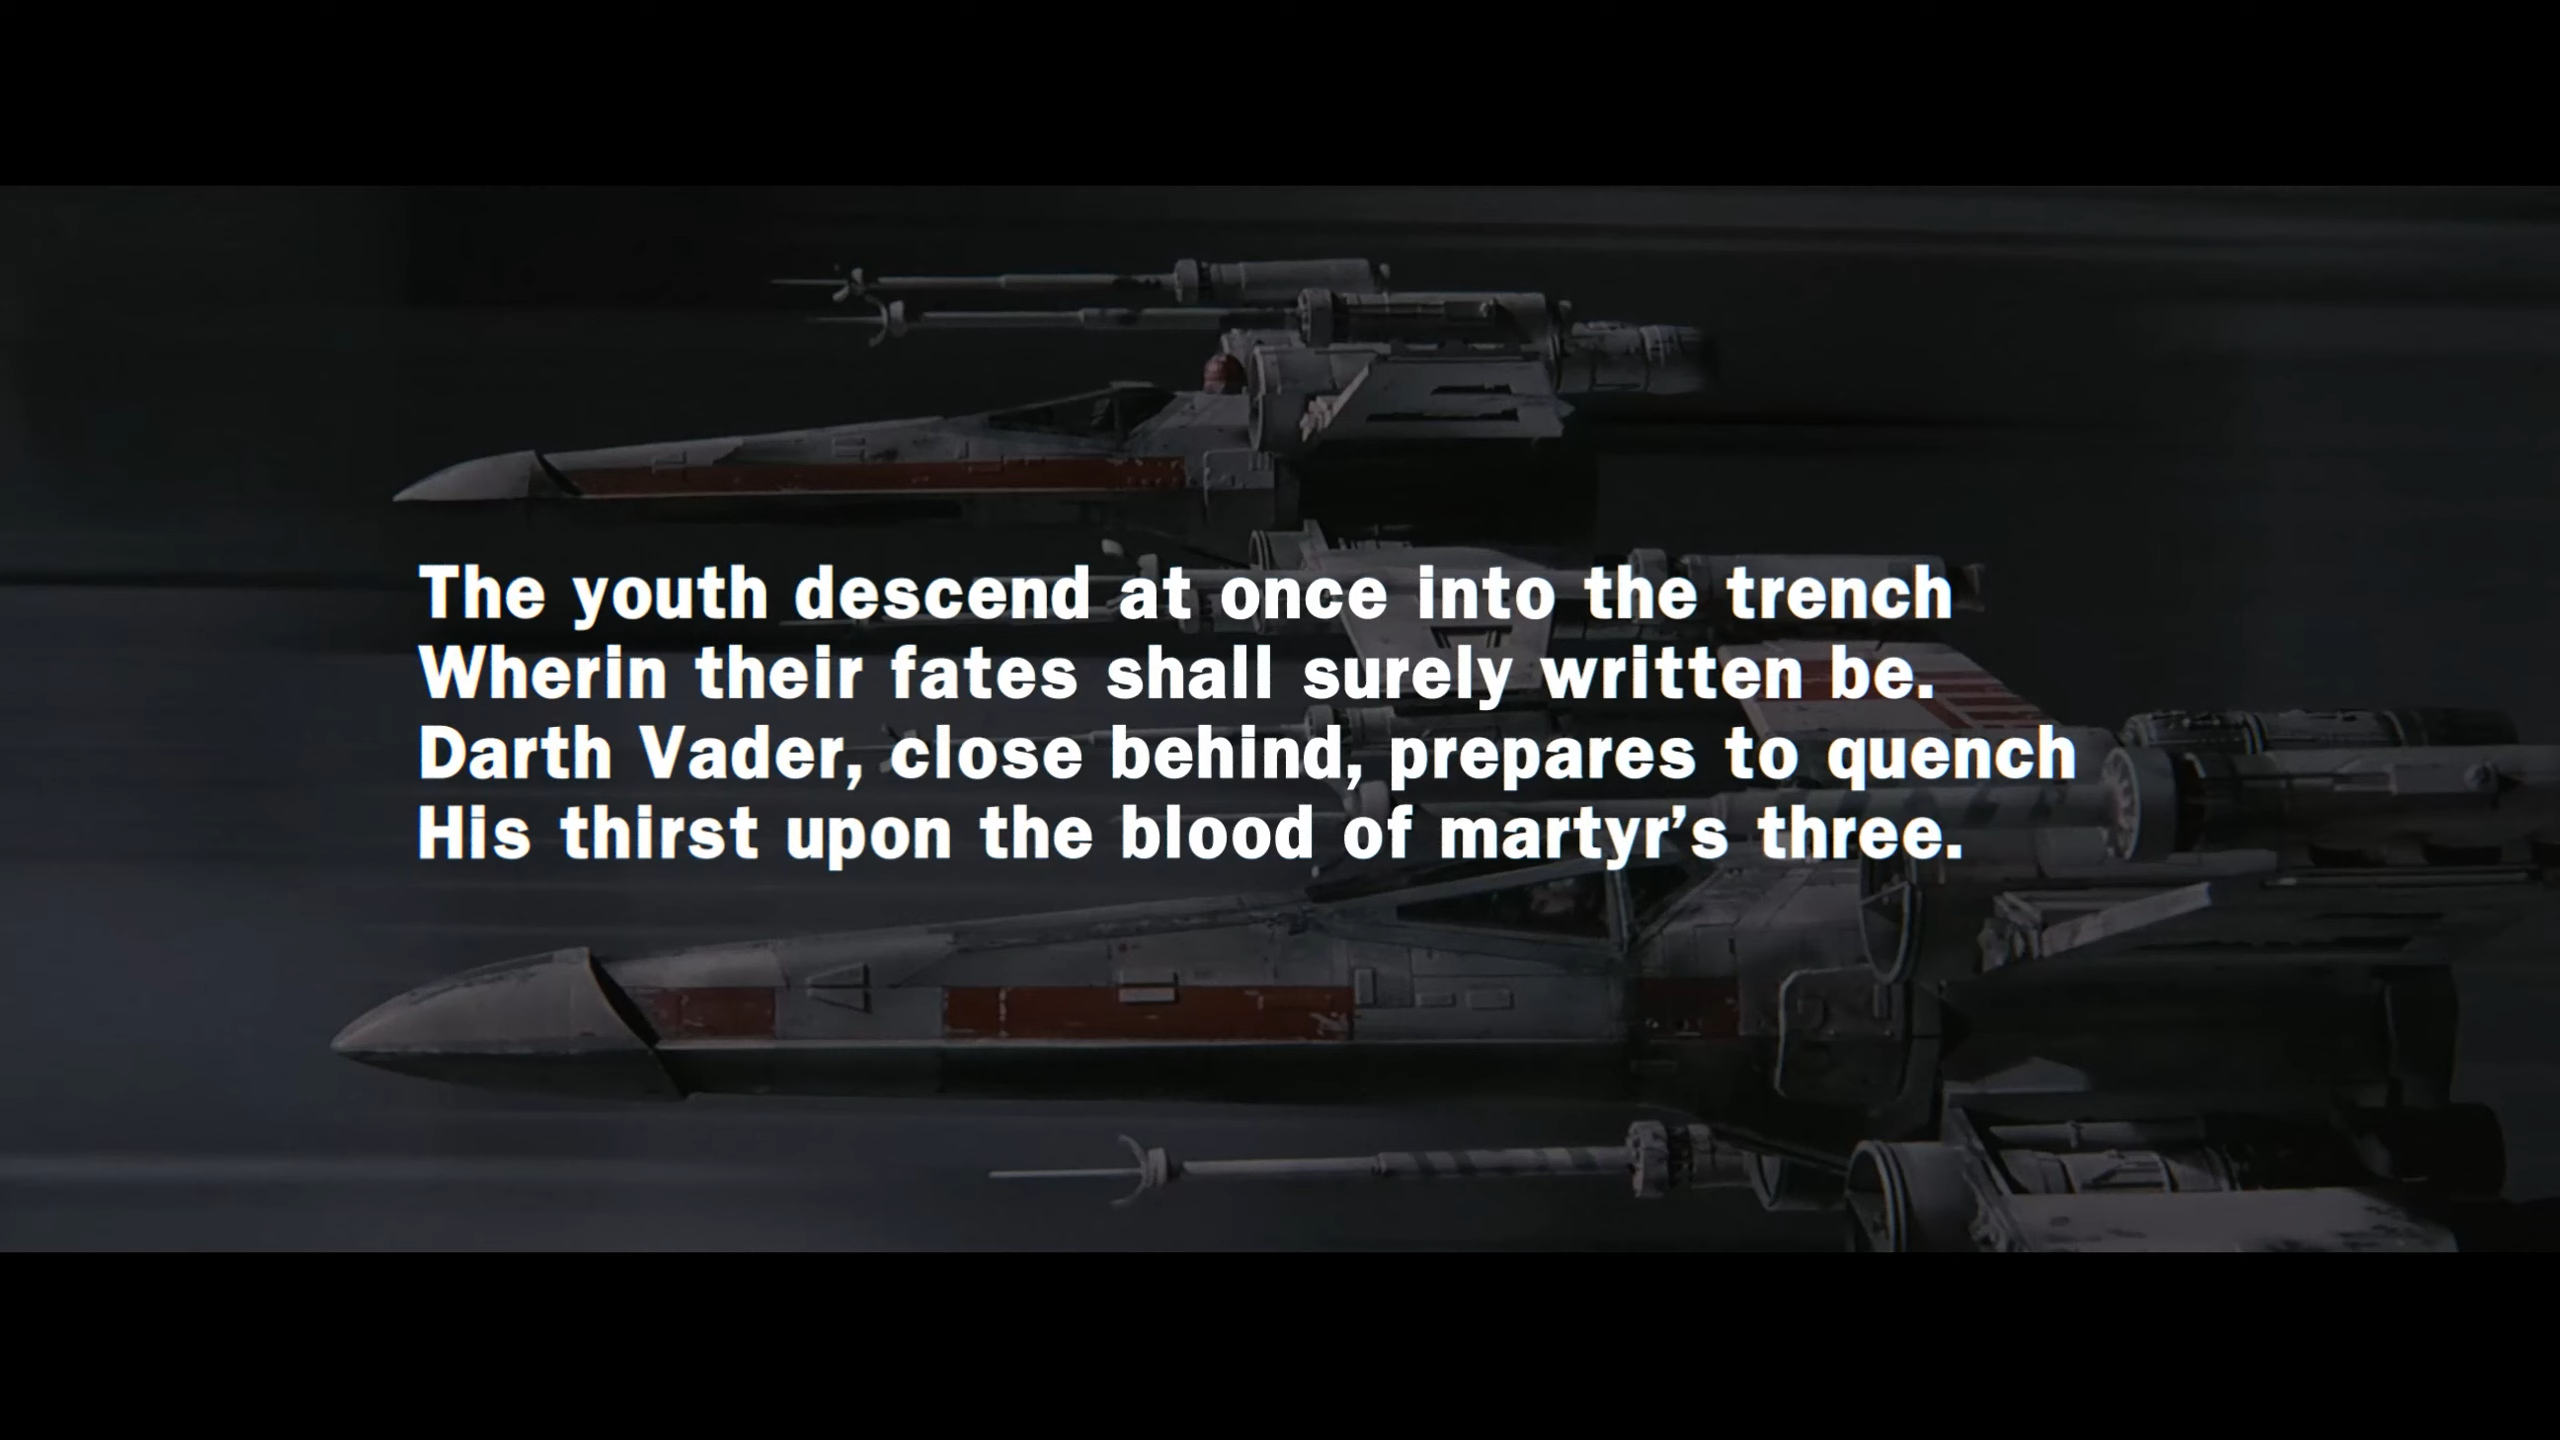 The youth descend at once into the trench
Wherin their fates shall surely written be.
Darth Vader, close behind, prepares to quench
His thirst upon the blood of martyr’s three.